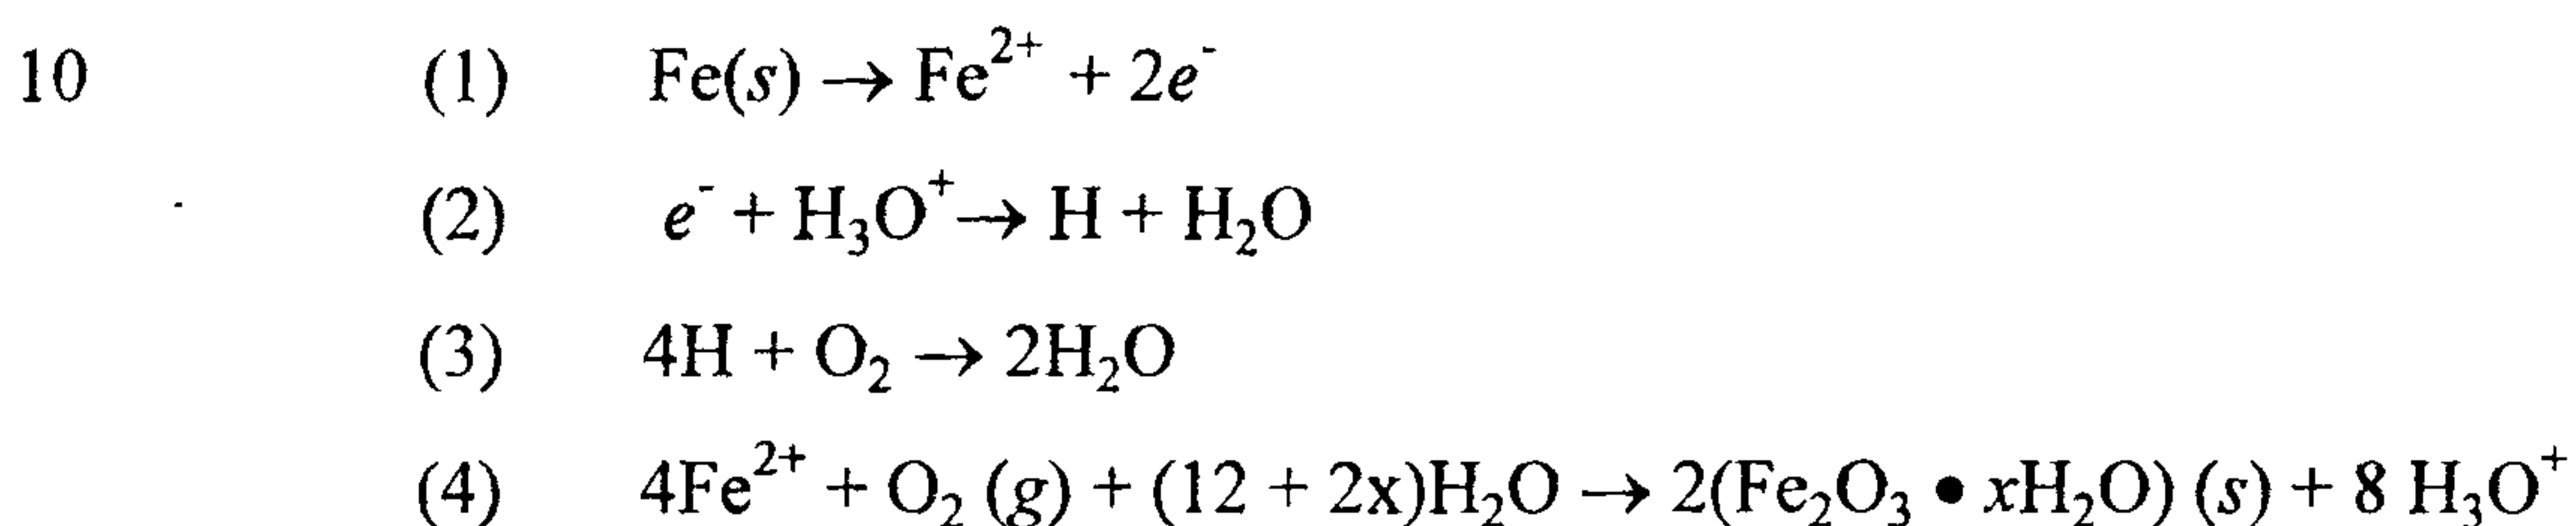 10 (1) Fe(s) → Fe²⁺ + 2e⁻
(2) e⁻ + H₃O⁺ → H + H₂O
(3) 4H + O₂ → 2H₂O
(4) 4Fe²⁺ + O₂ (g) + (12 + 2x)H₂O → 2(Fe₂O₃ • xH₂O) (s) + 8 H₃O⁺